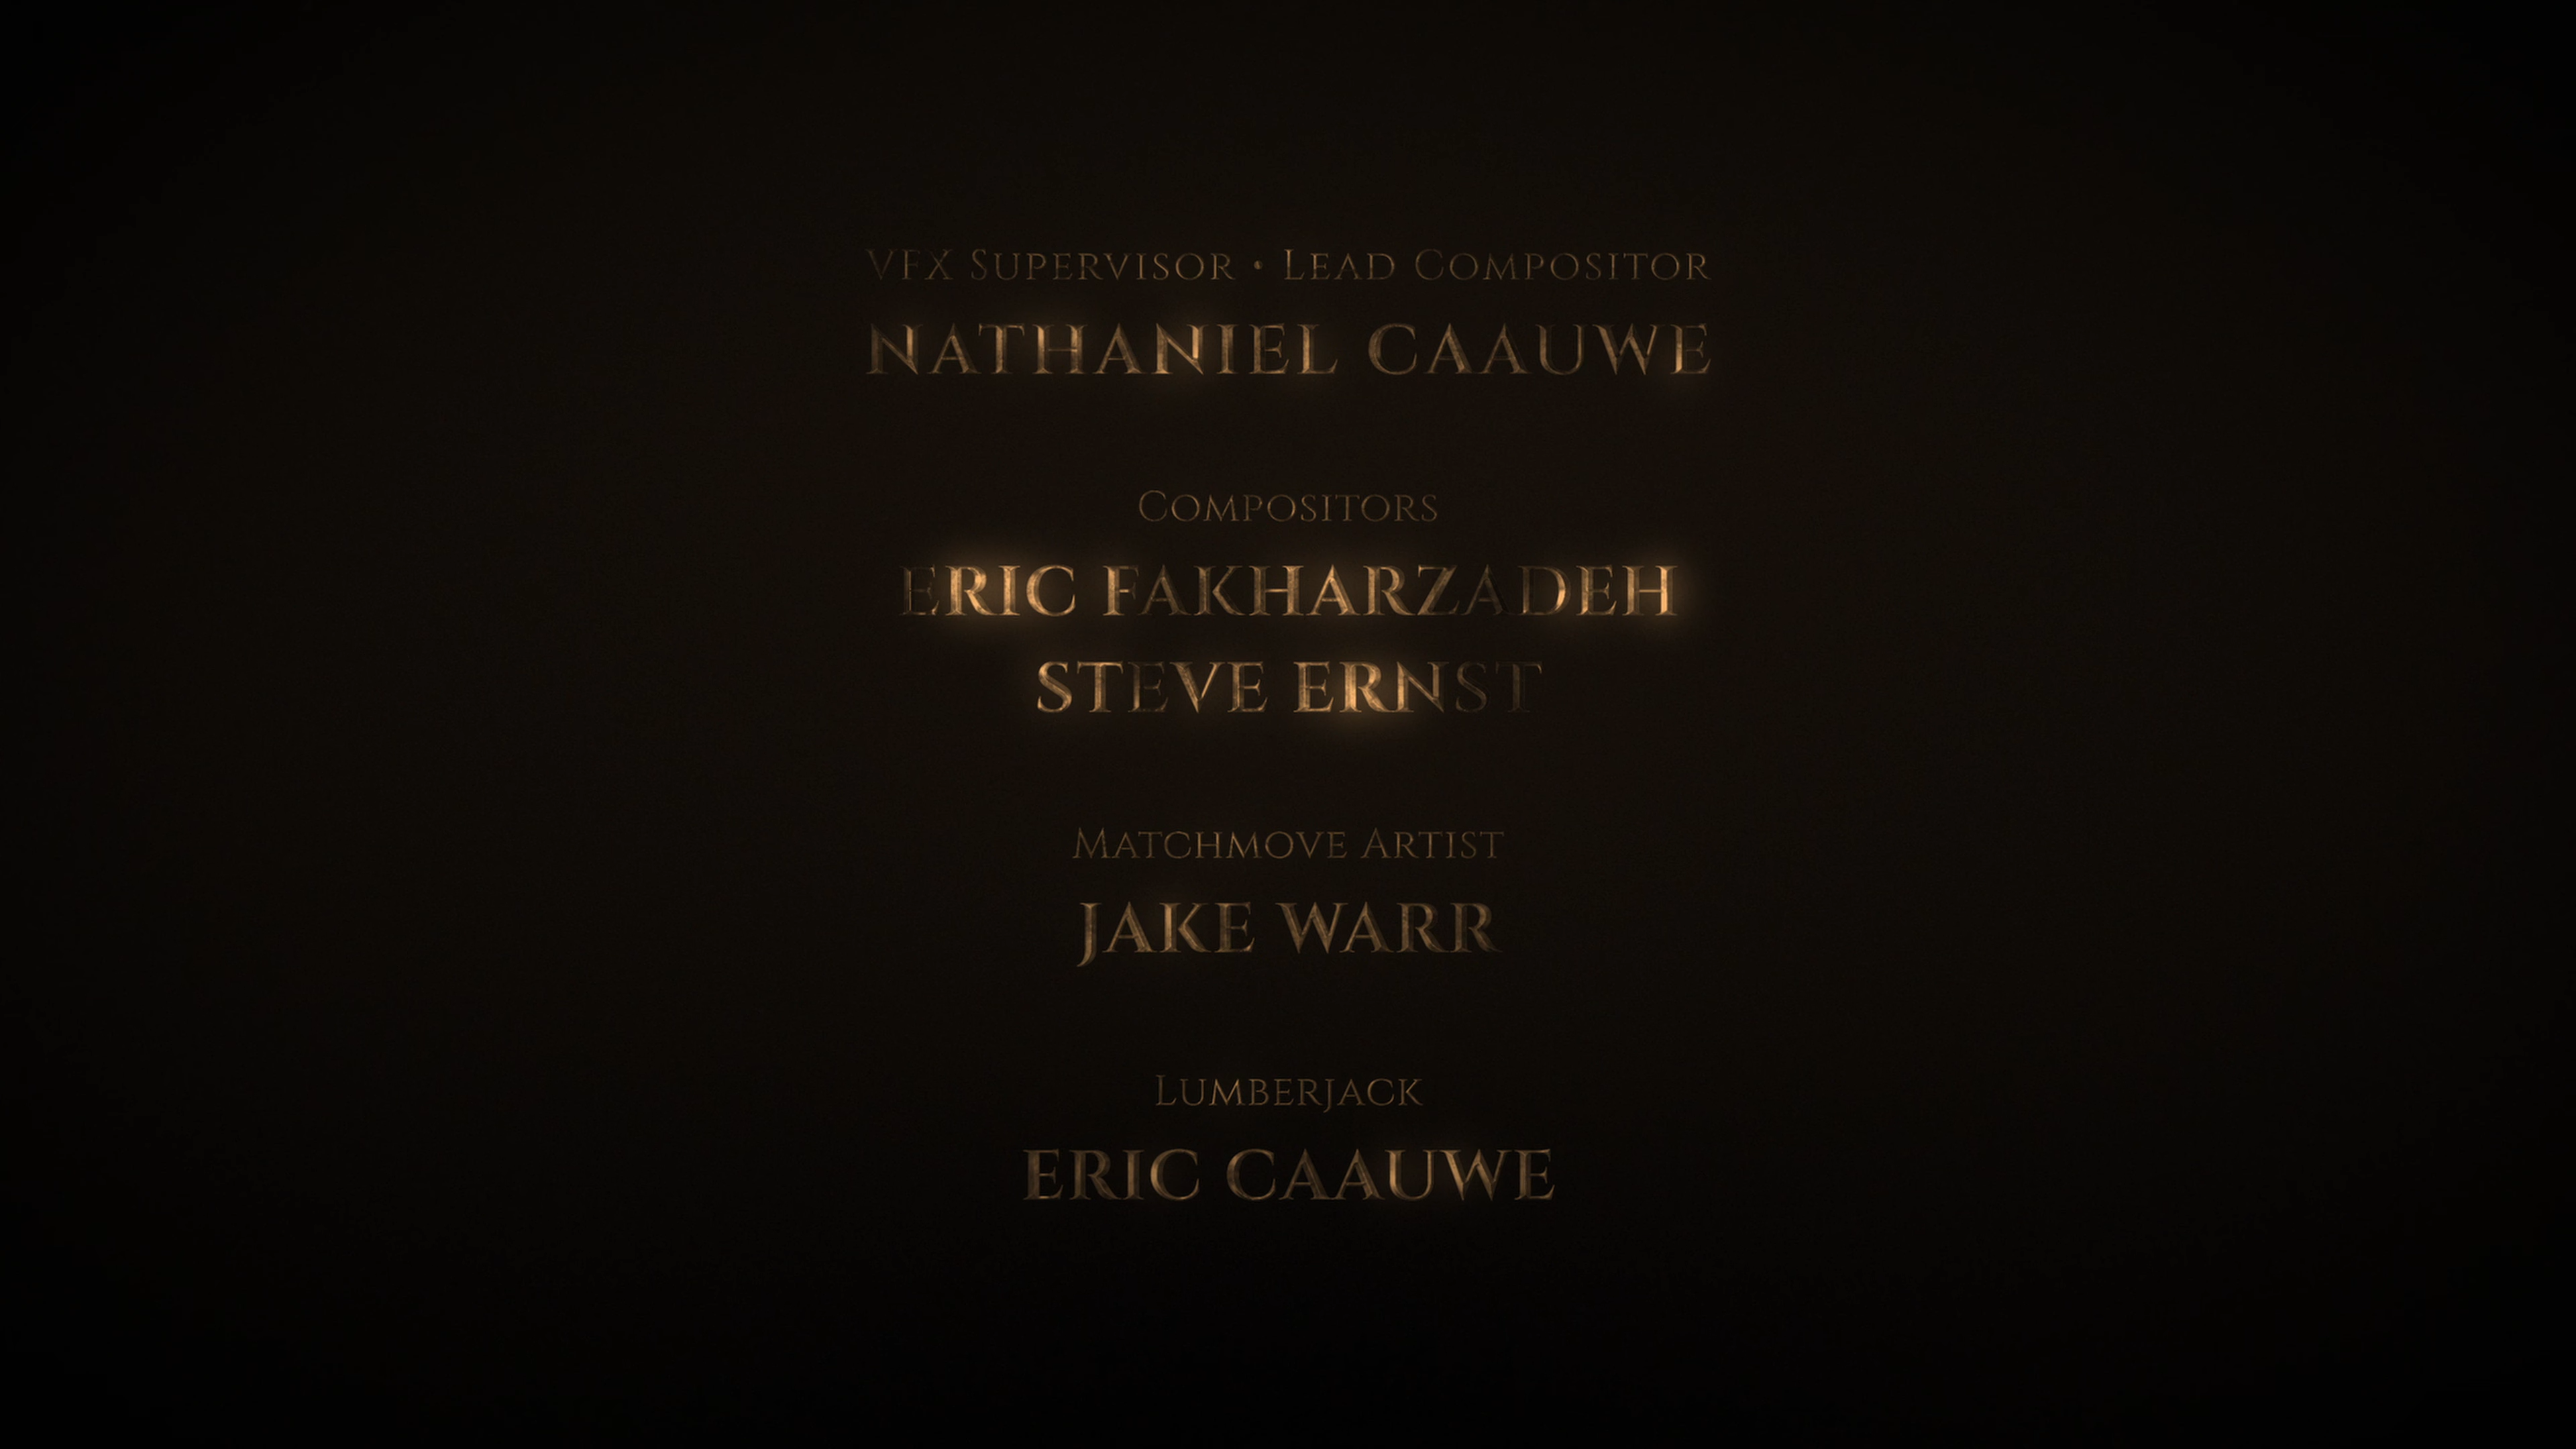 VFX Supervisor • Lead Compositor
NATHANIEL CAAUWE
Compositors
ERIC FAKHARZADEH
STEVE ERNST
Matchmove Artist
JAKE WARR
Lumberjack
ERIC CAAUWE